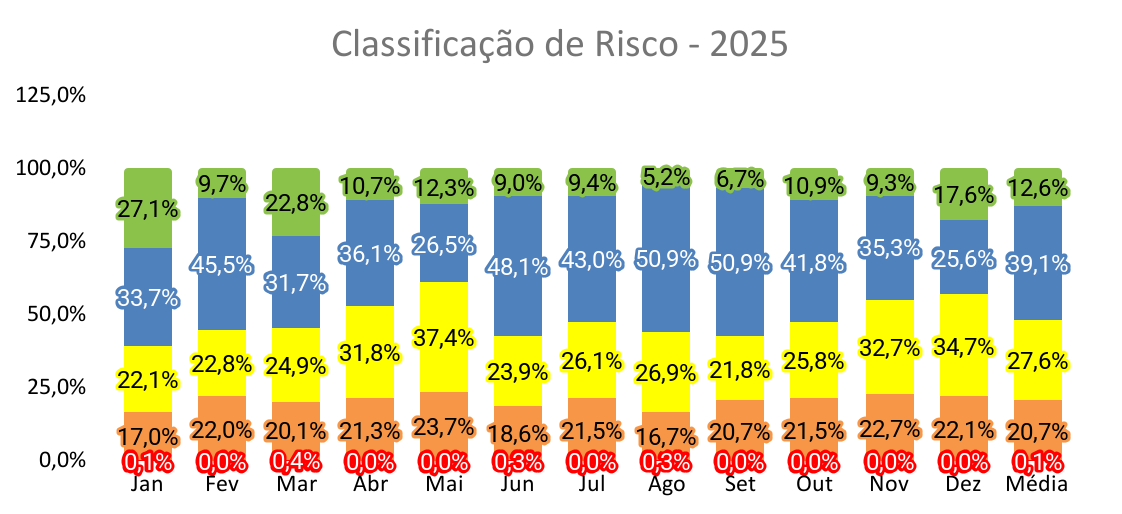 Classificação de Risco - 2025
125,0%
100,0%
75,0%
50,0%
25,0%
0,0%
27,1% 9,7% 22,8% 10,7% 12,3% 9,0% 9,4% 5,2% 6,7% 10,9% 9,3% 17,6% 12,6%
33,7% 45,5% 31,7% 36,1% 26,5% 48,1% 43,0% 50,9% 50,9% 41,8% 35,3% 25,6% 39,1%
22,1% 22,8% 24,9% 31,8% 37,4% 23,9% 26,1% 26,9% 21,8% 25,8% 32,7% 34,7% 27,6%
17,0% 22,0% 20,1% 21,3% 23,7% 18,6% 21,5% 16,7% 20,7% 21,5% 22,7% 22,1% 20,7%
0,1% 0,0% 0,4% 0,0% 0,0% 0,3% 0,0% 0,3% 0,0% 0,0% 0,0% 0,0% 0,1%
Jan Fev Mar Abr Mai Jun Jul Ago Set Out Nov Dez Média